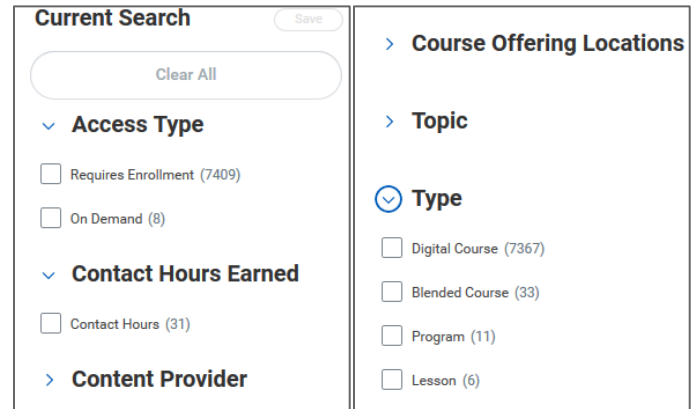 Current Search
Save
Clear All
Access Type
Requires Enrollment (7409)
On Demand (8)
Contact Hours Earned
Contact Hours (31)
Content Provider
Course Offering Locations
Topic
Type
Digital Course (7367)
Blended Course (33)
Program (11)
Lesson (6)